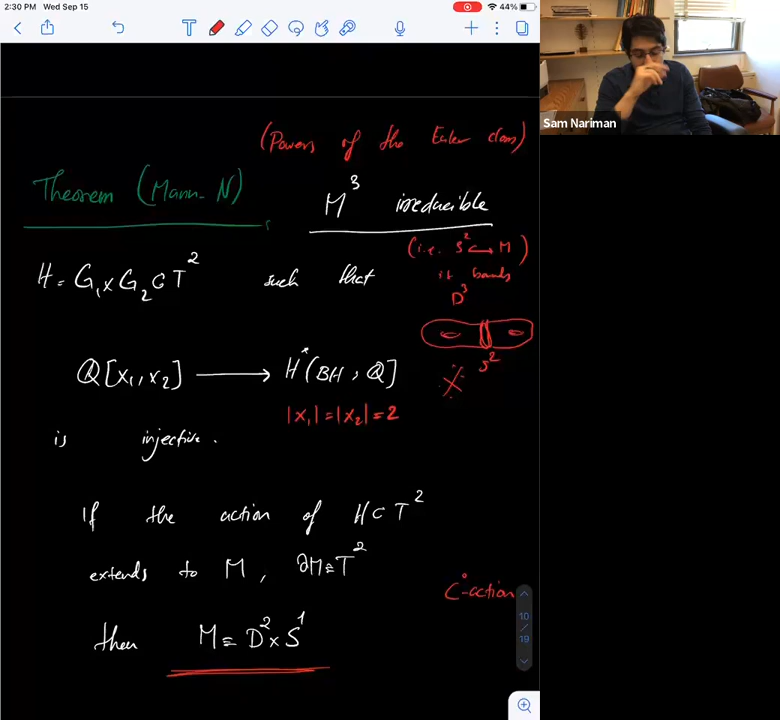 2:30 PM Wed Sep 15
44%
Sam Nariman
(Powers of the Euler class)
Theorem (Mann-N)
M³ irreducible
(i.e. S² ↪ M)
it bounds
D³
H = G₁ × G₂ ⊂ T² such that
S²
Q[x₁, x₂] ⟶ H*(BH, Q)
|x₁| = |x₂| = 2
is injective.
If the action of H ⊂ T²
extends to M, ∂M ≅ T²
C⁰-action
then M ≅ D² × S¹
10
/
19